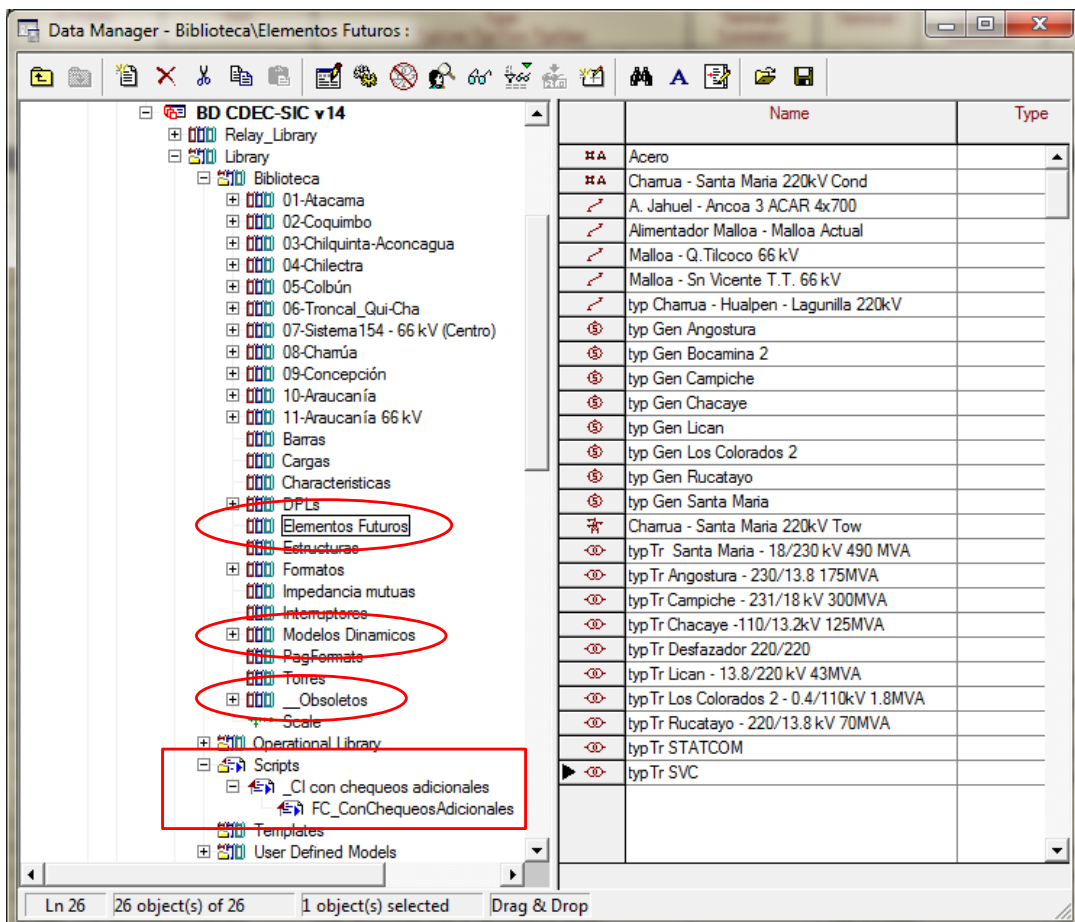 Data Manager - Biblioteca\Elementos Futuros :
BD CDEC-SIC v14
Relay_Library
Library
Biblioteca
01-Atacama
02-Coquimbo
03-Chilquinta-Aconcagua
04-Chilectra
05-Colbún
06-Troncal_Qui-Cha
07-Sistema154 - 66 kV (Centro)
08-Charrúa
09-Concepción
10-Araucanía
11-Araucanía 66 kV
Barras
Cargas
Characteristicas
DPLs
Elementos Futuros
Estructuras
Formatos
Impedancia mutuas
Interruptores
Modelos Dinamicos
PagFormats
Torres
__Obsoletos
Scale
Operational Library
Scripts
_CI con chequeos adicionales
FC_ConChequeosAdicionales
Templates
User Defined Models
Name Type
Acero
Charrua - Santa Maria 220kV Cond
A. Jahuel - Ancoa 3 ACAR 4x700
Alimentador Malloa - Malloa Actual
Malloa - Q.Tilcoco 66 kV
Malloa - Sn Vicente T.T. 66 kV
typ Charrua - Hualpen - Lagunilla 220kV
typ Gen Angostura
typ Gen Bocamina 2
typ Gen Campiche
typ Gen Chacaye
typ Gen Lican
typ Gen Los Colorados 2
typ Gen Rucatayo
typ Gen Santa Maria
Charrua - Santa Maria 220kV Tow
typTr Santa Maria - 18/230 kV 490 MVA
typTr Angostura - 230/13.8 175MVA
typTr Campiche - 231/18 kV 300MVA
typTr Chacaye -110/13.2kV 125MVA
typTr Desfazador 220/220
typTr Lican - 13.8/220 kV 43MVA
typTr Los Colorados 2 - 0.4/110kV 1.8MVA
typTr Rucatayo - 220/13.8 kV 70MVA
typTr STATCOM
typTr SVC
Ln 26 26 object(s) of 26 1 object(s) selected Drag & Drop